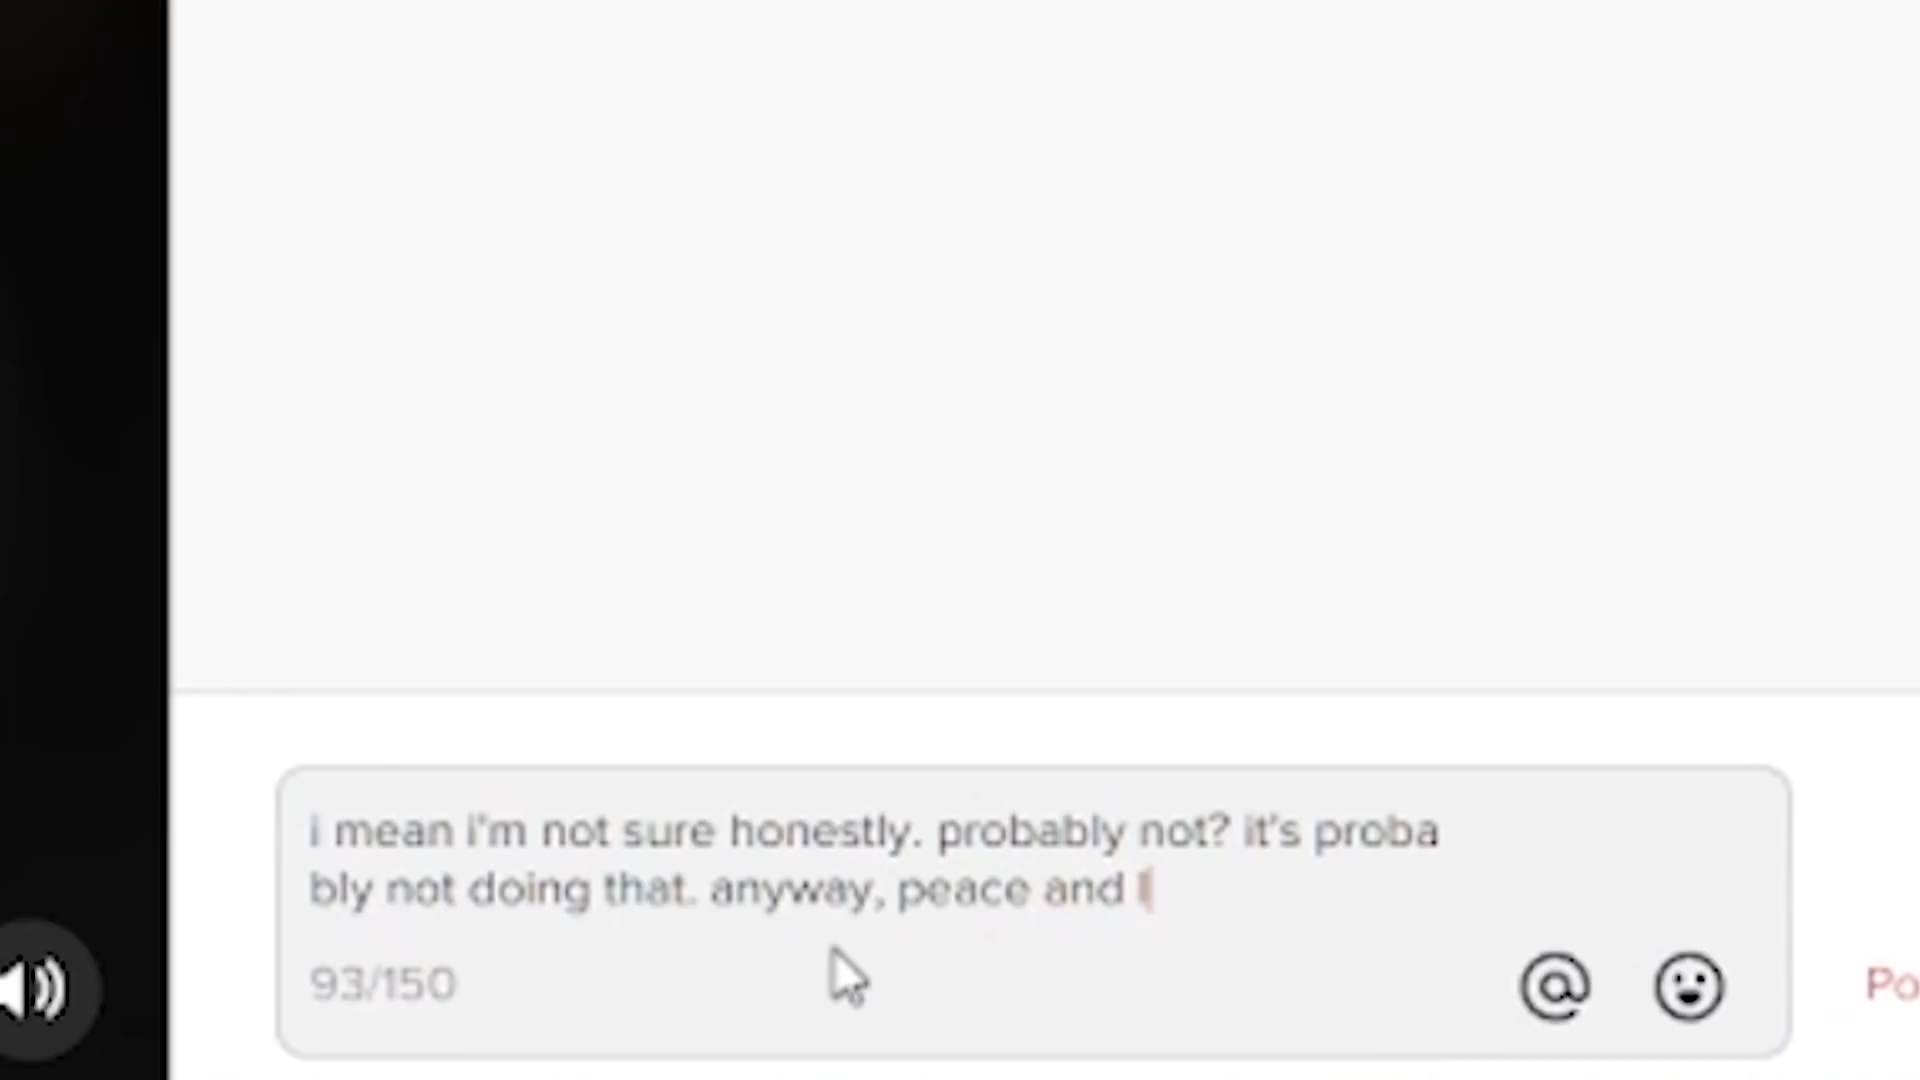 i mean i'm not sure honestly. probably not? it's proba
bly not doing that. anyway, peace and l
93/150
Po